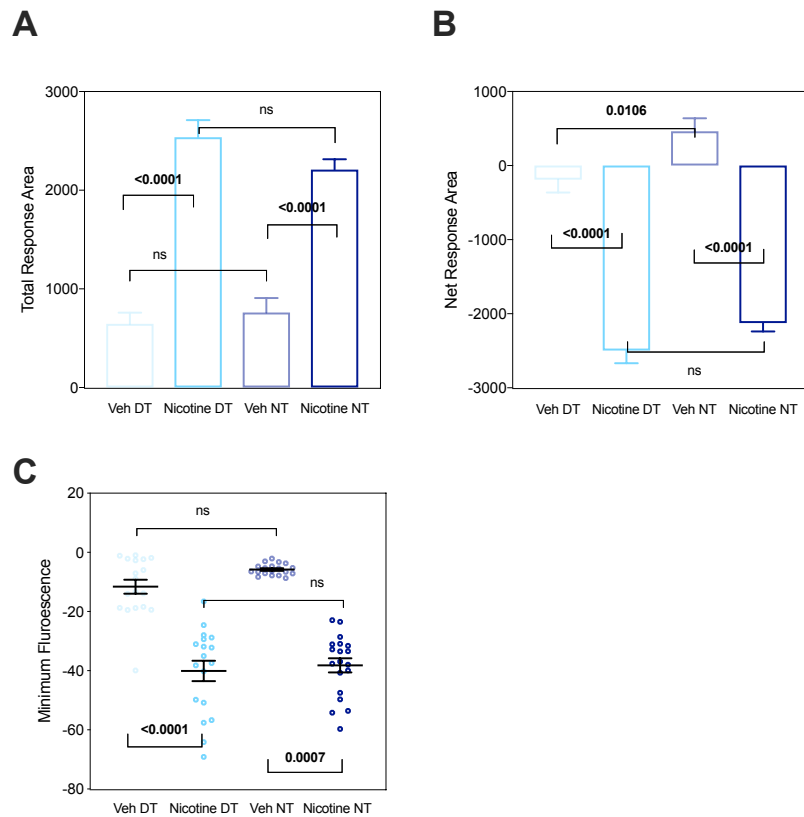 A
Total Response Area
3000
2000
1000
0
ns
<0.0001
<0.0001
ns
Veh DT Nicotine DT Veh NT Nicotine NT
B
Net Response Area
1000
0
-1000
-2000
-3000
0.0106
<0.0001
<0.0001
ns
Veh DT Nicotine DT Veh NT Nicotine NT
C
Minimum Fluroescence
20
0
-20
-40
-60
-80
ns
ns
<0.0001
0.0007
Veh DT Nicotine DT Veh NT Nicotine NT